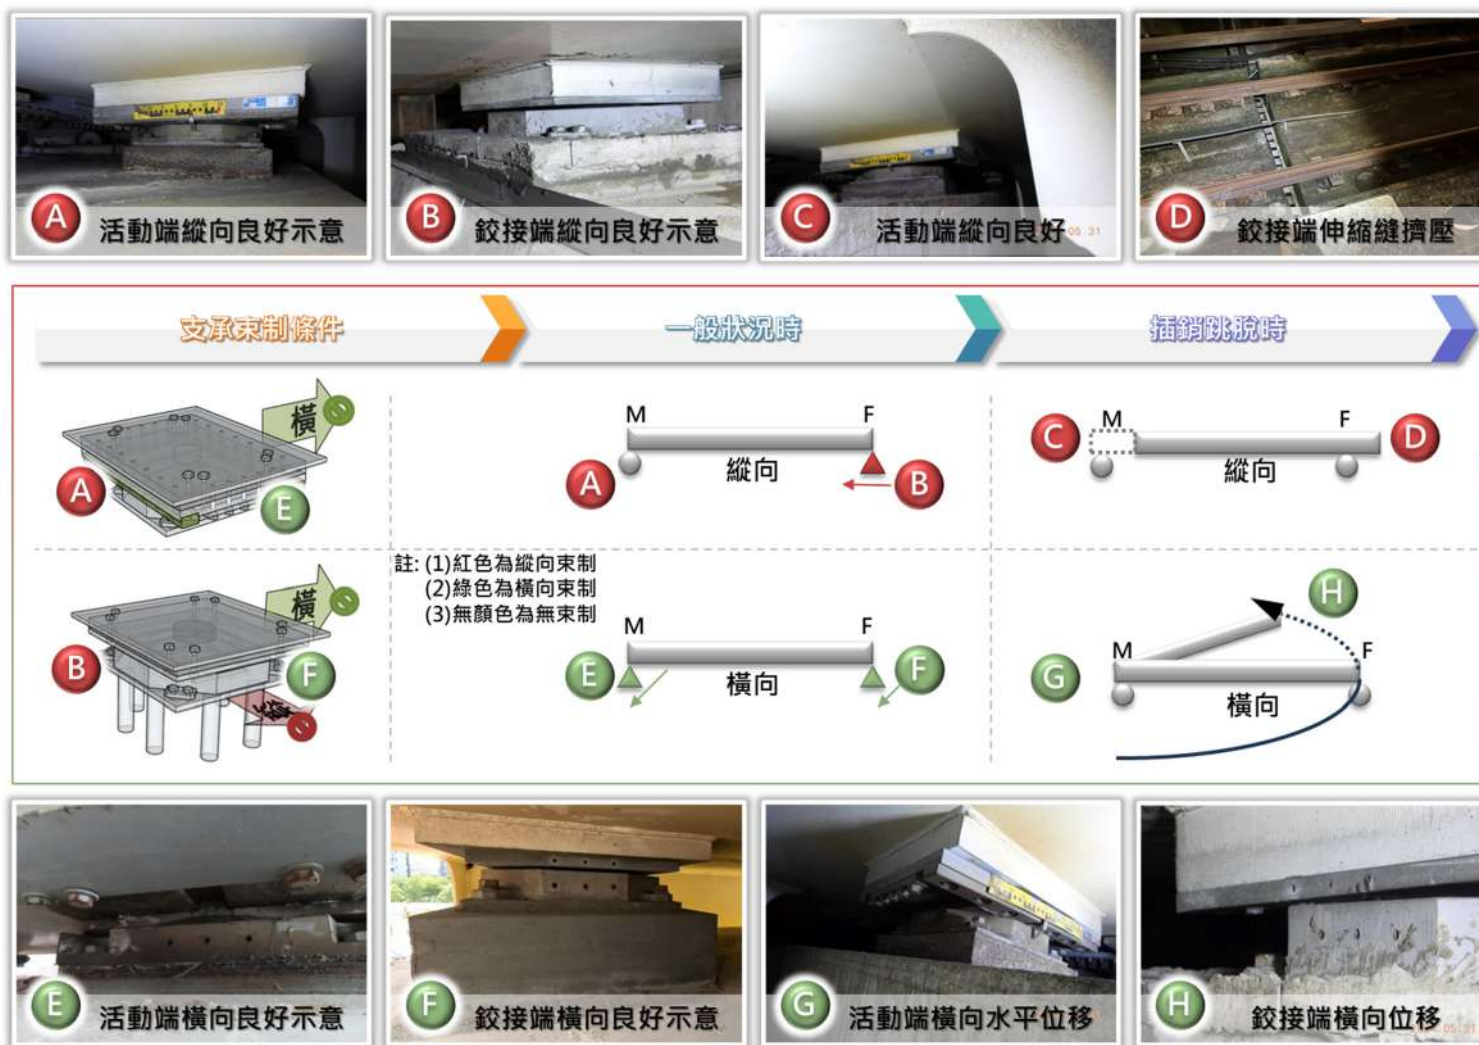 A 活動端縱向良好示意
B 鉸接端縱向良好示意
C 活動端縱向良好
05 31
D 鉸接端伸縮縫擠壓
支承束制條件
一般狀況時
插銷跳脫時
橫
A
E
M F
A 縱向 B
C M F D
縱向
橫
B
F
縱
註: (1)紅色為縱向束制
(2)綠色為橫向束制
(3)無顏色為無束制
M F
E 橫向 F
H
M F
G 橫向
E 活動端橫向良好示意
F 鉸接端橫向良好示意
G 活動端橫向水平位移
H 鉸接端橫向位移
05 31